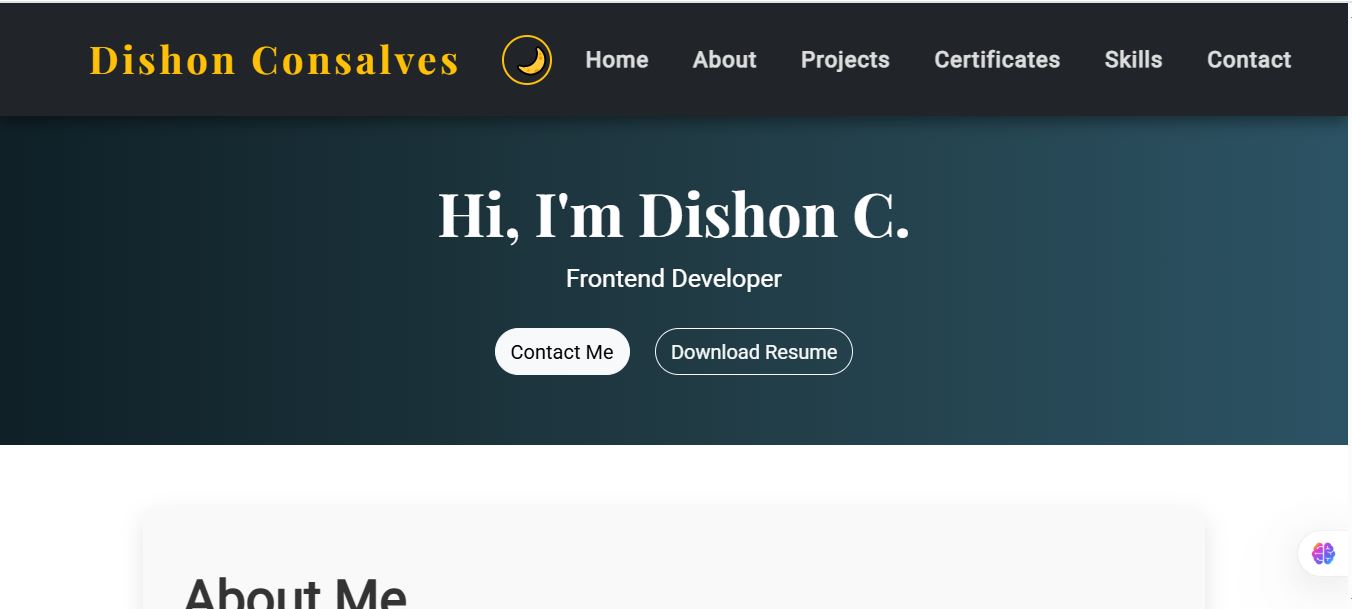 Dishon Consalves Home About Projects Certificates Skills Contact
Hi, I'm Dishon C.
Frontend Developer
Contact Me Download Resume
About Me